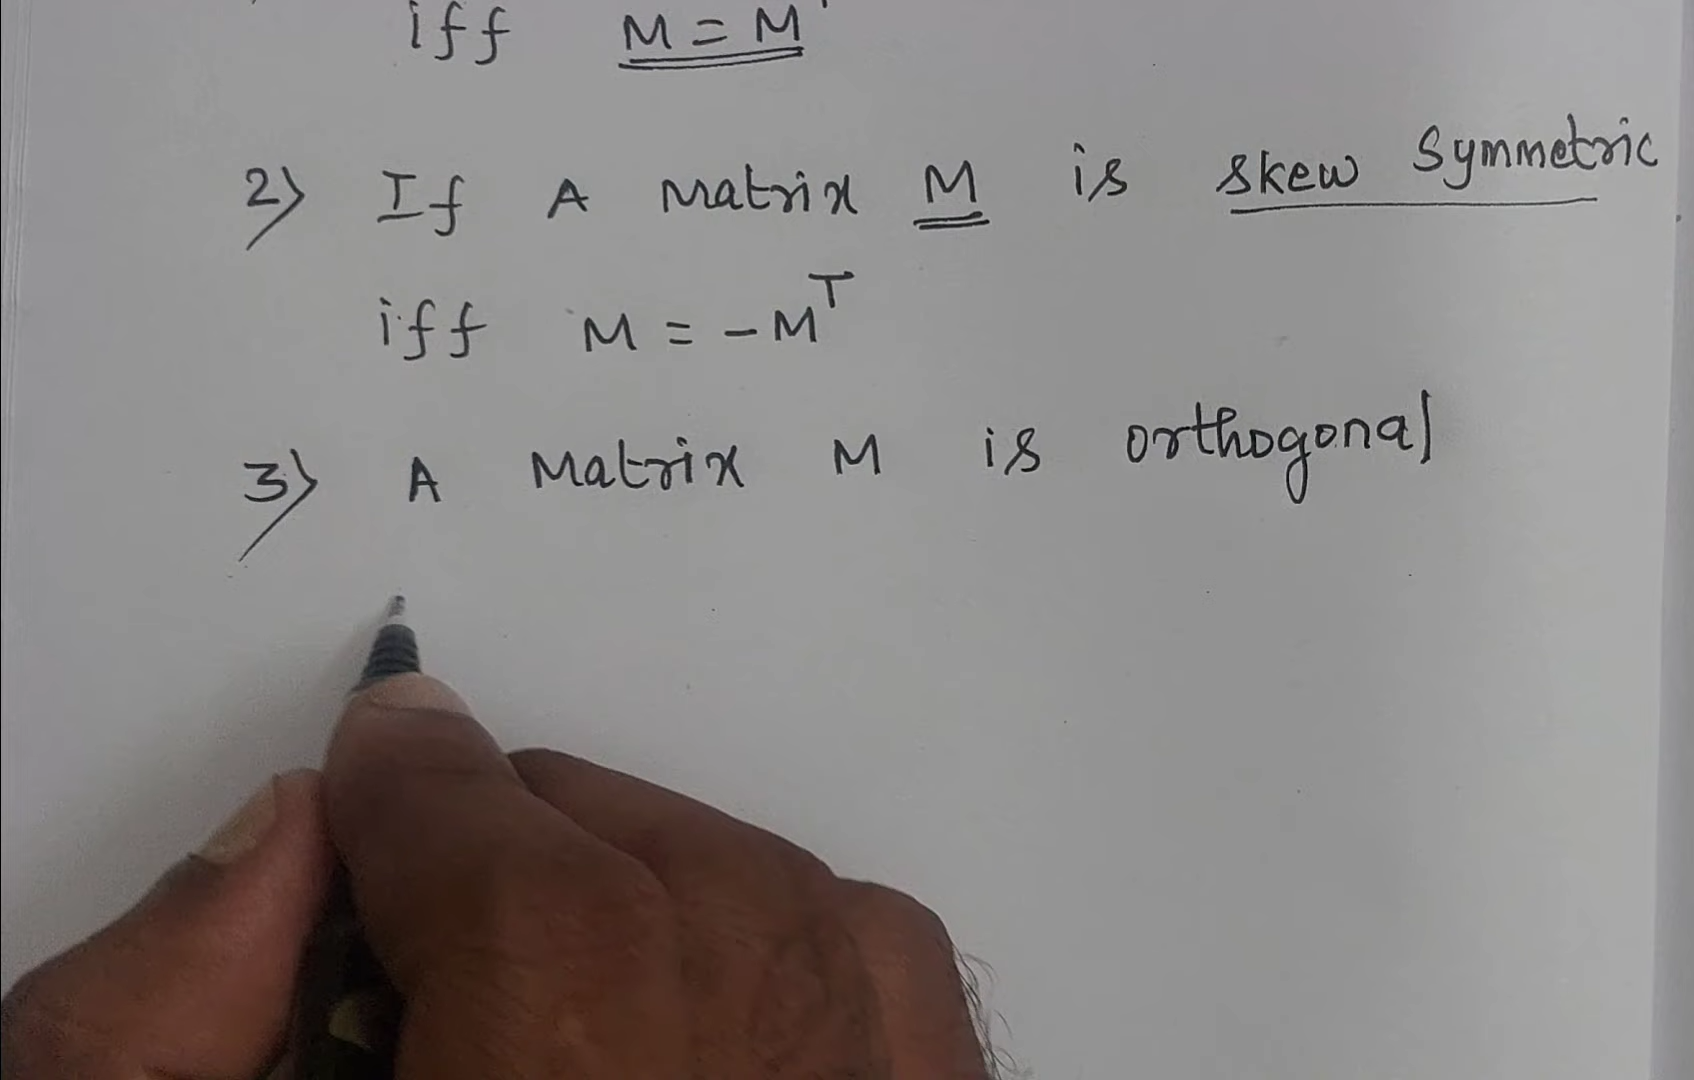 iff M = M
2) If A Matrix M is skew symmetric
iff M = -M^T
3) A Matrix M is orthogonal